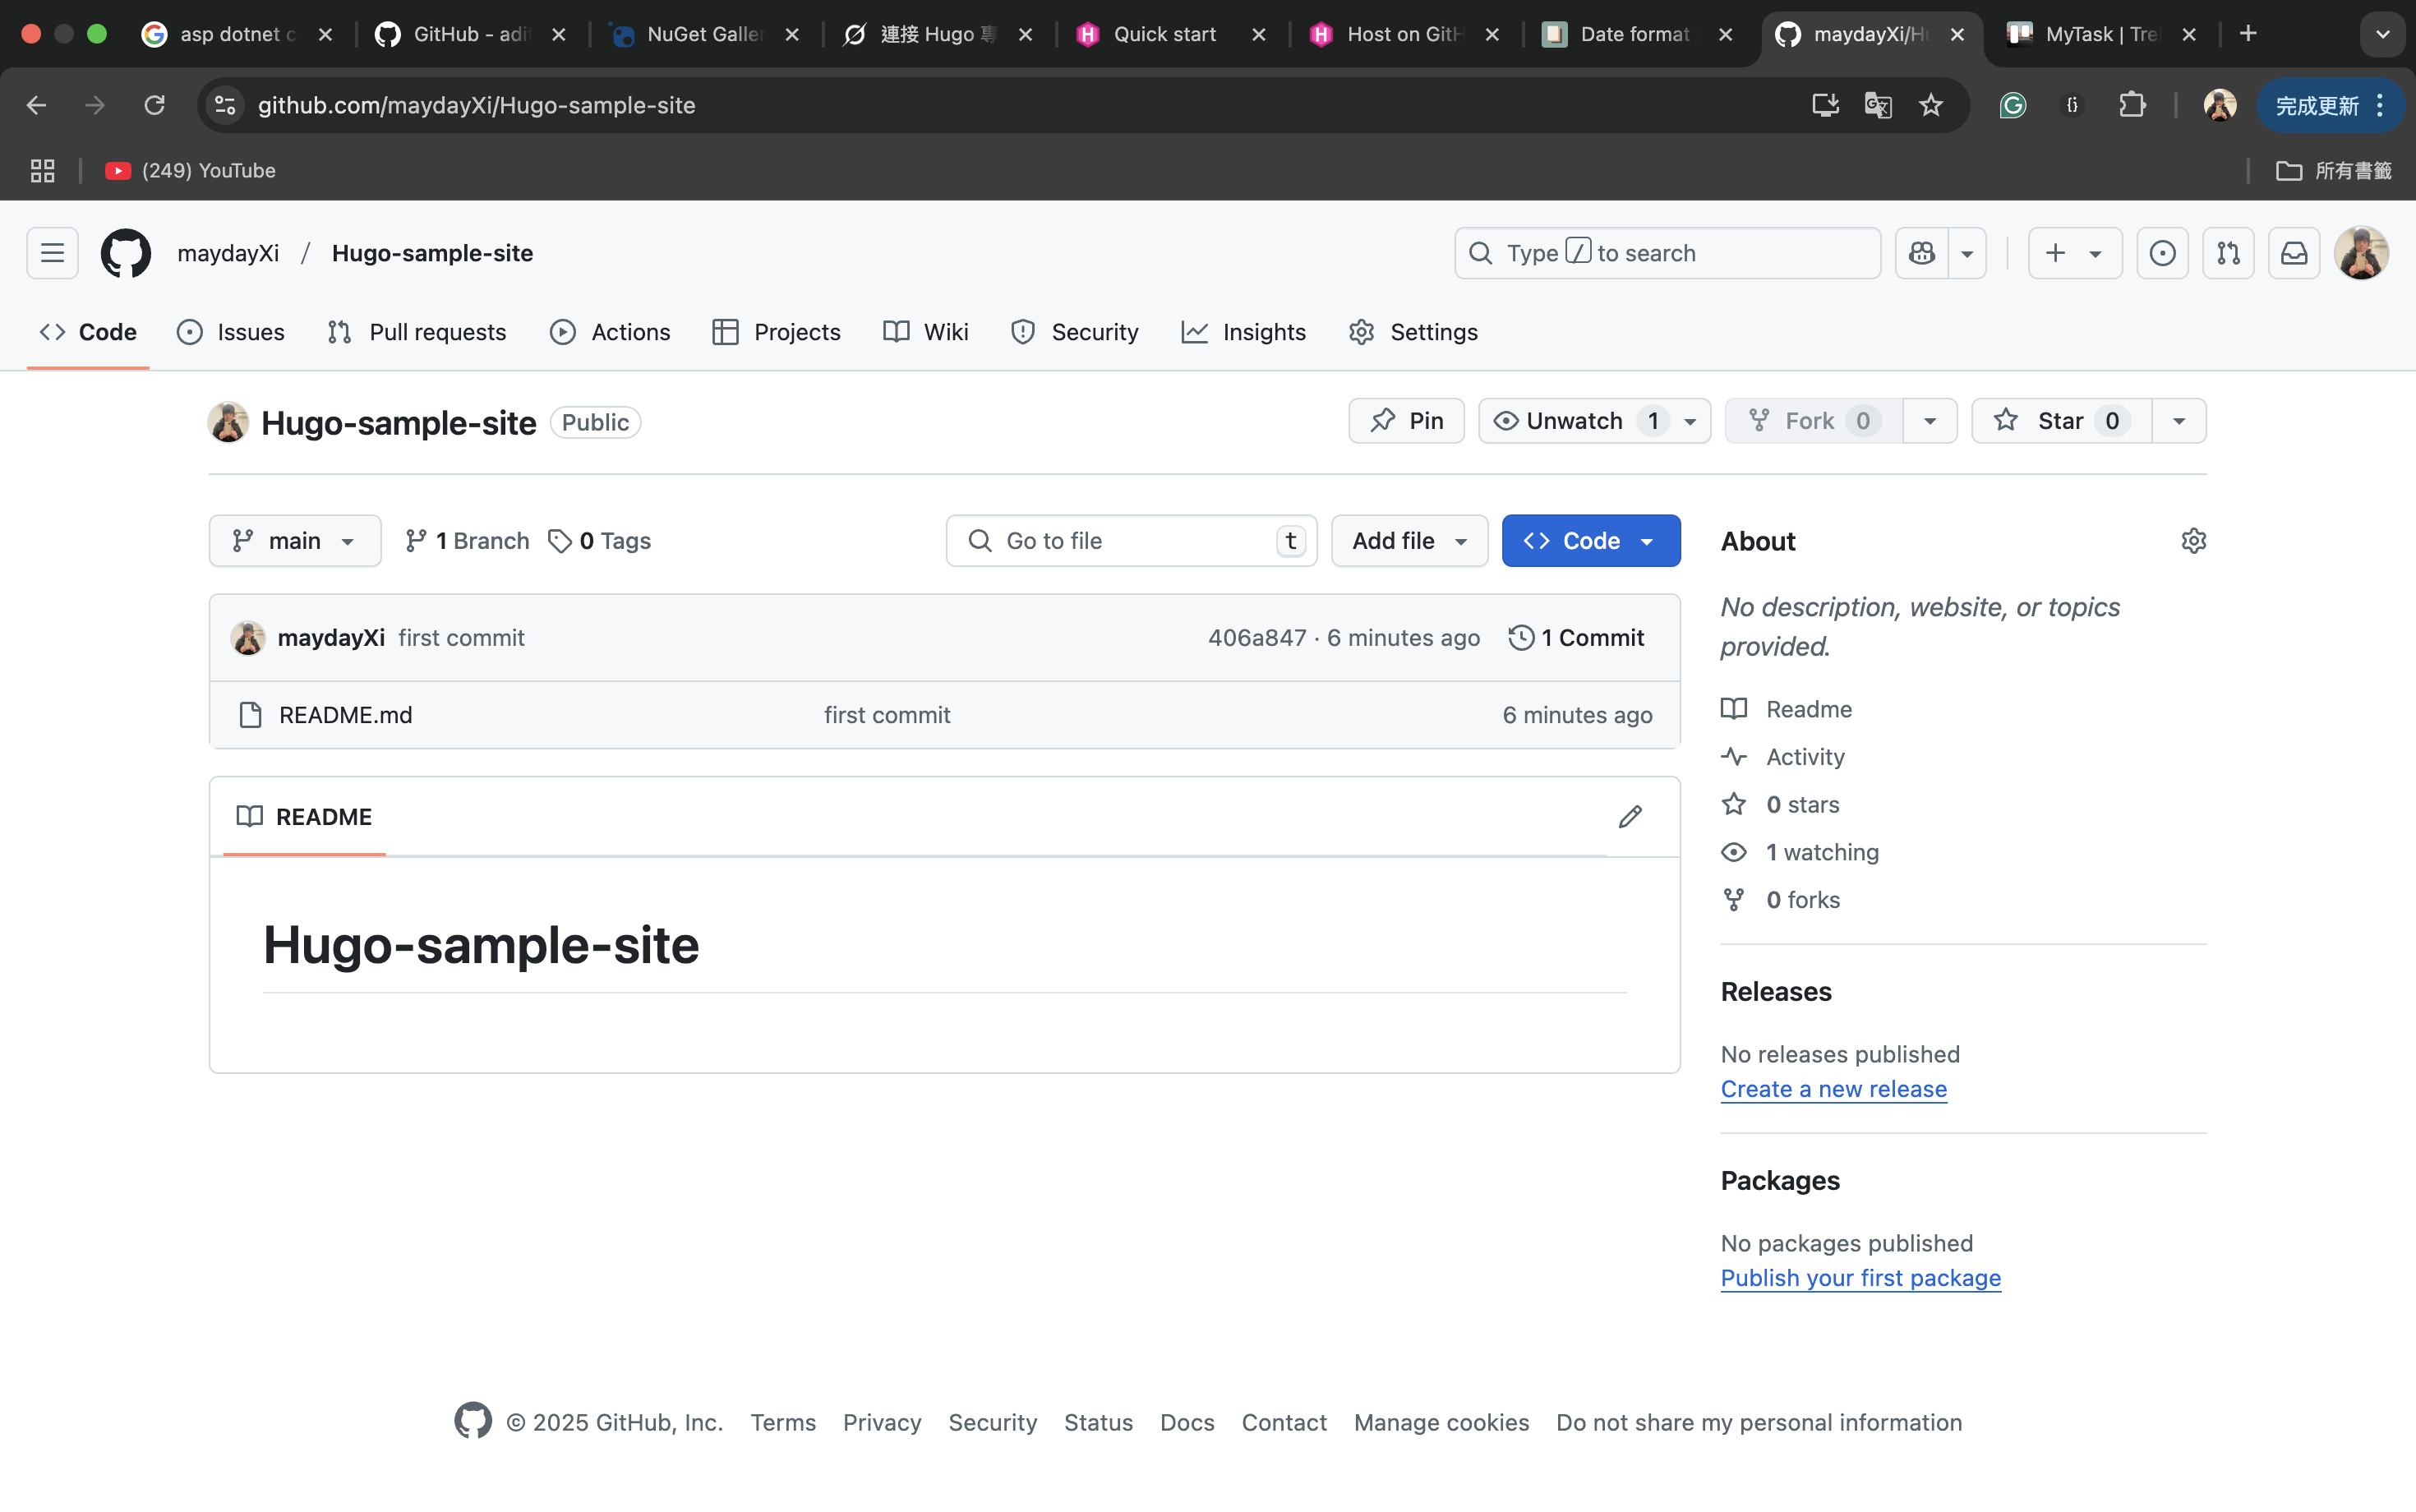 asp dotnet c
GitHub - adi
NuGet Galler
連接 Hugo 專
Quick start
Host on GitH
Date format
maydayXi/Hu
MyTask | Tre
github.com/maydayXi/Hugo-sample-site
完成更新
(249) YouTube
所有書籤
maydayXi / Hugo-sample-site
Type / to search
Code
Issues
Pull requests
Actions
Projects
Wiki
Security
Insights
Settings
Hugo-sample-site Public
Pin
Unwatch 1
Fork 0
Star 0
main
1 Branch
0 Tags
Go to file t
Add file
Code
maydayXi first commit
406a847 · 6 minutes ago
1 Commit
README.md
first commit
6 minutes ago
README
Hugo-sample-site
About
No description, website, or topics
provided.
Readme
Activity
0 stars
1 watching
0 forks
Releases
No releases published
Create a new release
Packages
No packages published
Publish your first package
© 2025 GitHub, Inc.
Terms
Privacy
Security
Status
Docs
Contact
Manage cookies
Do not share my personal information